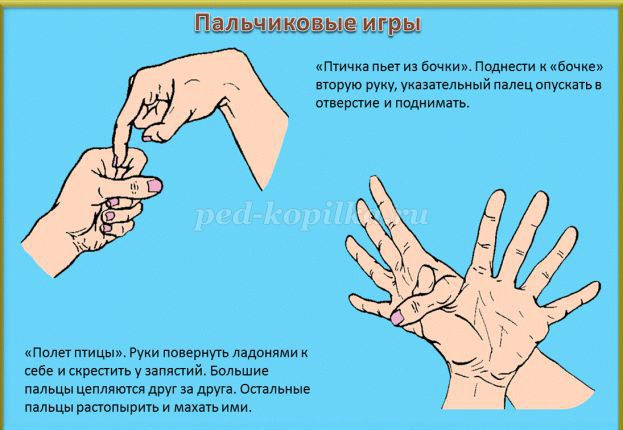 Пальчиковые игры
«Птичка пьет из бочки». Поднести к «бочке»
вторую руку, указательный палец опускать в
отверстие и поднимать.
ped-kopilka.ru
«Полет птицы». Руки повернуть ладонями к
себе и скрестить у запястий. Большие
пальцы цепляются друг за друга. Остальные
пальцы растопырить и махать ими.